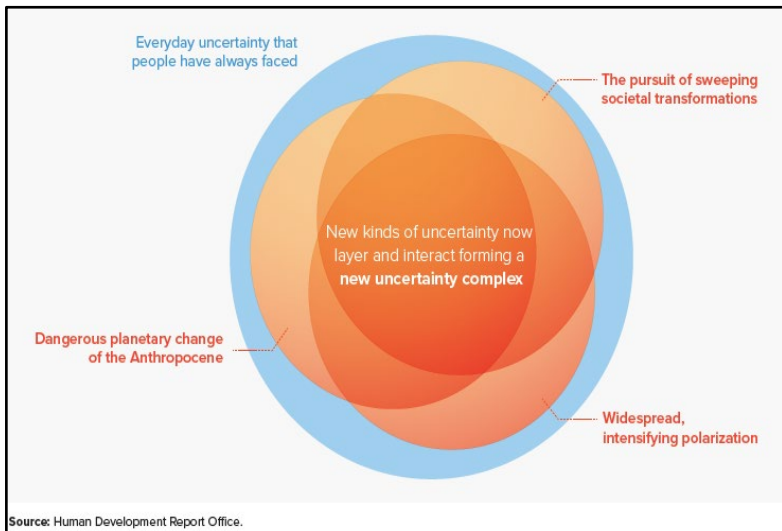 Everyday uncertainty that
people have always faced
The pursuit of sweeping
societal transformations
New kinds of uncertainty now
layer and interact forming a
new uncertainty complex
Dangerous planetary change
of the Anthropocene
Widespread,
intensifying polarization
Source: Human Development Report Office.